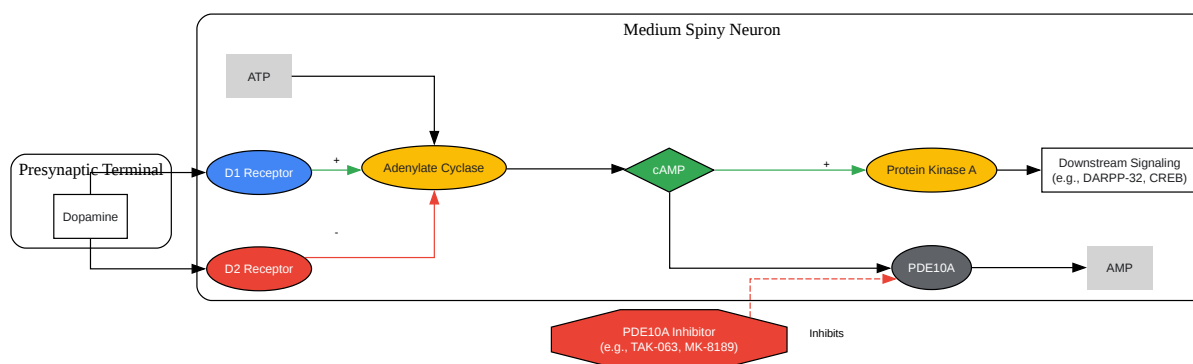 Medium Spiny Neuron
ATP
Presynaptic Terminal
Dopamine
D1 Receptor
+
Adenylate Cyclase
D2 Receptor
-
cAMP
+
Protein Kinase A
Downstream Signaling
(e.g., DARPP-32, CREB)
PDE10A
AMP
PDE10A Inhibitor
(e.g., TAK-063, MK-8189)
Inhibits